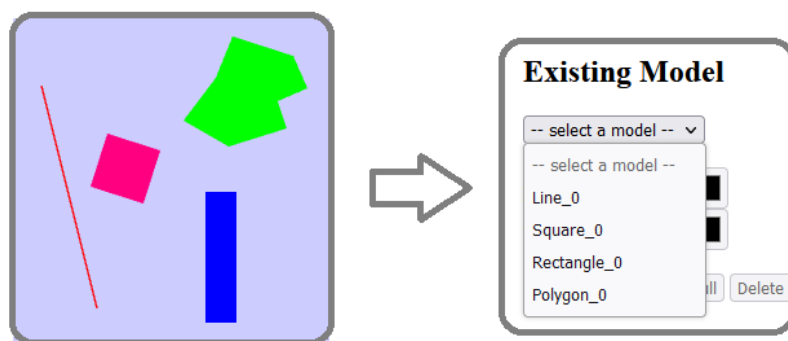 Existing Model
-- select a model --
-- select a model --
Line_0
Square_0
Rectangle_0
Polygon_0
Delete